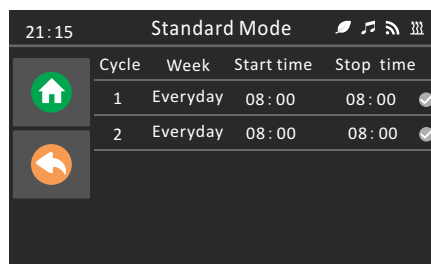 21:15 Standard Mode
Cycle Week Start time Stop time
1 Everyday 08:00 08:00
2 Everyday 08:00 08:00